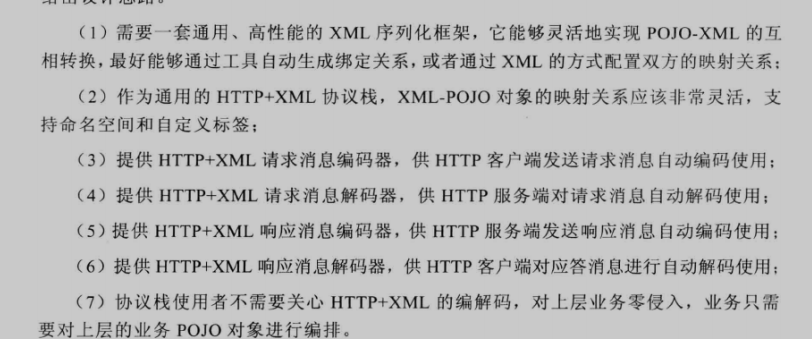 （1）需要一套通用、高性能的 XML 序列化框架，它能够灵活地实现 POJO-XML 的互
相转换，最好能够通过工具自动生成绑定关系，或者通过 XML 的方式配置双方的映射关系；
（2）作为通用的 HTTP+XML 协议栈，XML-POJO 对象的映射关系应该非常灵活，支
持命名空间和自定义标签；
（3）提供 HTTP+XML 请求消息编码器，供 HTTP 客户端发送请求消息自动编码使用；
（4）提供 HTTP+XML 请求消息解码器，供 HTTP 服务端对请求消息自动解码使用；
（5）提供 HTTP+XML 响应消息编码器，供 HTTP 服务端发送响应消息自动编码使用；
（6）提供 HTTP+XML 响应消息解码器，供 HTTP 客户端对应答消息进行自动解码使用；
（7）协议栈使用者不需要关心 HTTP+XML 的编解码，对上层业务零侵入，业务只需
要对上层的业务 POJO 对象进行编排。